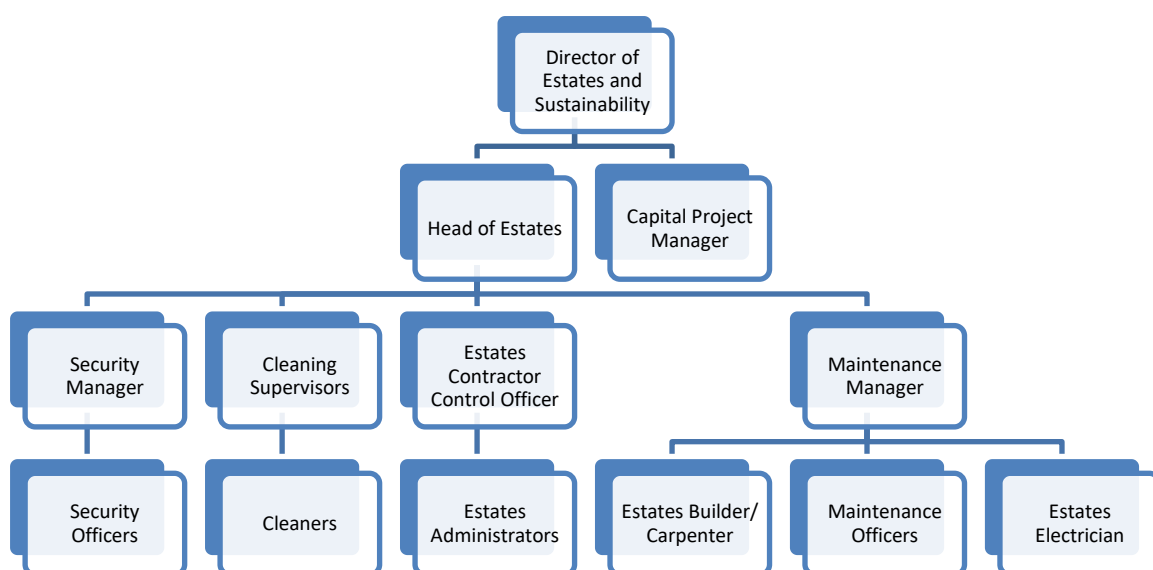 Director of
Estates and
Sustainability
Head of Estates
Capital Project
Manager
Security
Manager
Cleaning
Supervisors
Estates
Contractor
Control Officer
Maintenance
Manager
Security
Officers
Cleaners
Estates
Administrators
Estates Builder/
Carpenter
Maintenance
Officers
Estates
Electrician